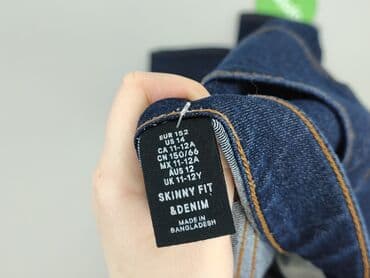 EUR 152
US 14
CA 11-12A
CN 150/66
MX 11-12A
AUS 12
UK 11-12Y
SKINNY FIT
&DENIM
MADE IN
BANGLADESH